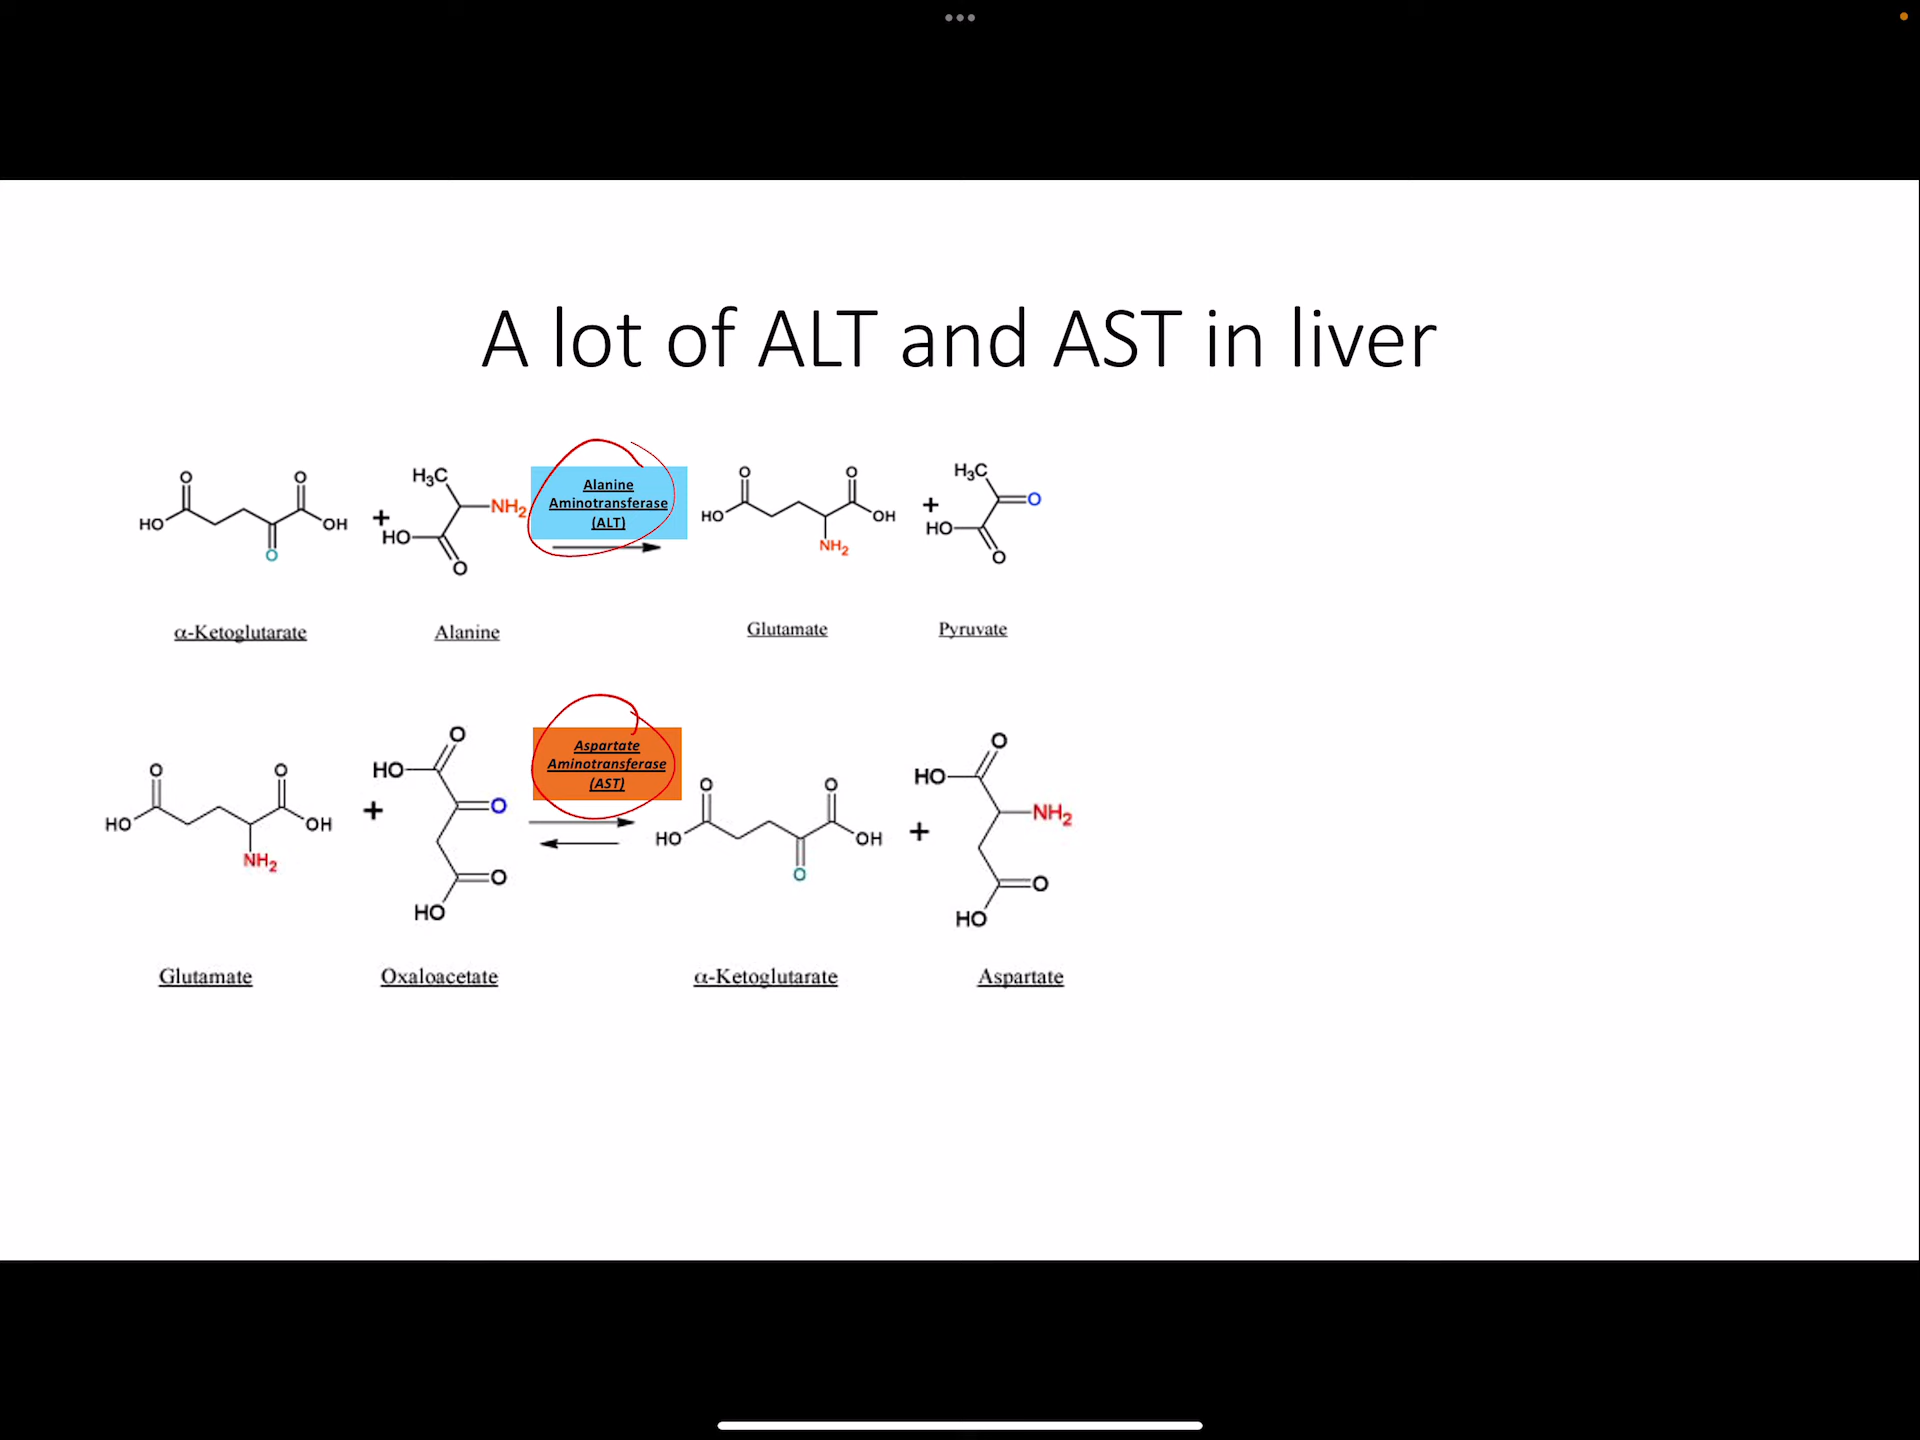 A lot of ALT and AST in liver
O O H₃C O O H₃C
Alanine
Aminotransferase
(ALT)
NH₂ + O
HO OH + HO OH HO
HO O NH₂ O
O
α-Ketoglutarate Alanine Glutamate Pyruvate
O O
Aspartate
Aminotransferase
(AST)
O O HO O O HO
+ O NH₂
HO OH HO OH +
NH₂ O O O
HO HO
Glutamate Oxaloacetate α-Ketoglutarate Aspartate